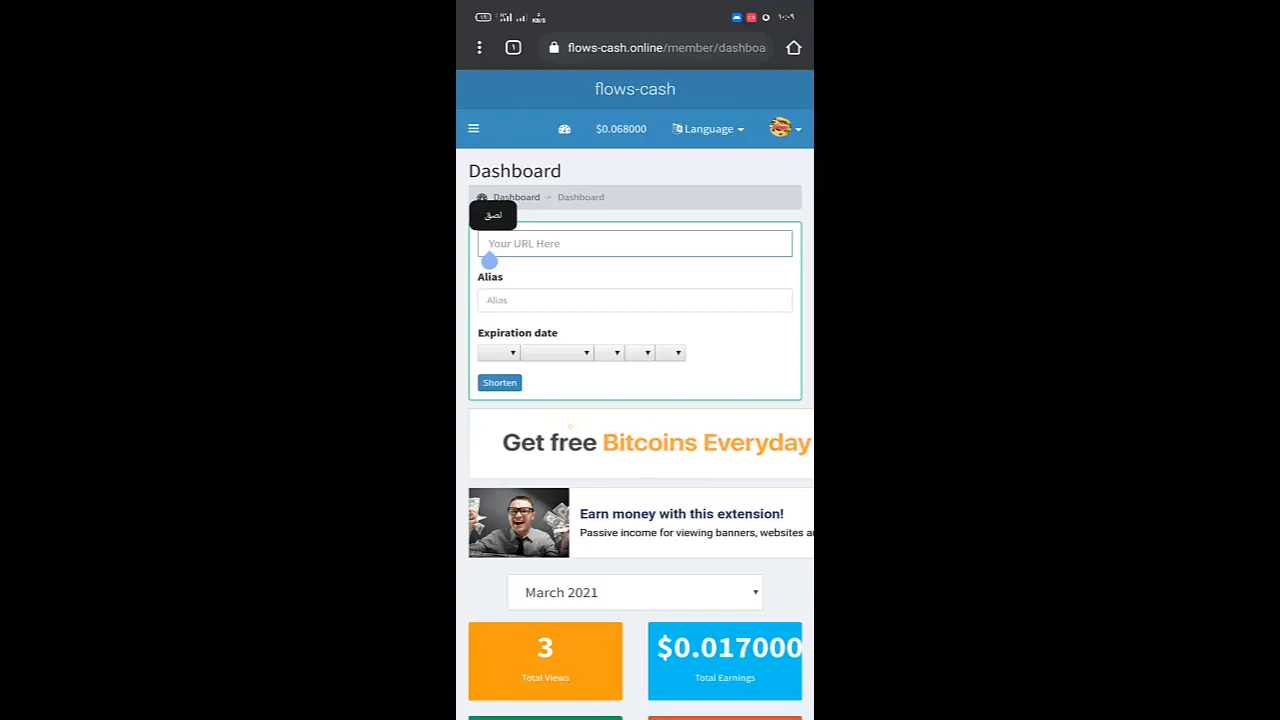 ١٠:٠٩
flows-cash.online/member/dashboa
flows-cash
$0.068000
Language
Dashboard
Dashboard
Dashboard
لصق
Your URL Here
Alias
Alias
Expiration date
Shorten
Get free Bitcoins Everyday
Earn money with this extension!
Passive income for viewing banners, websites a
March 2021
3
$0.017000
Total Views
Total Earnings